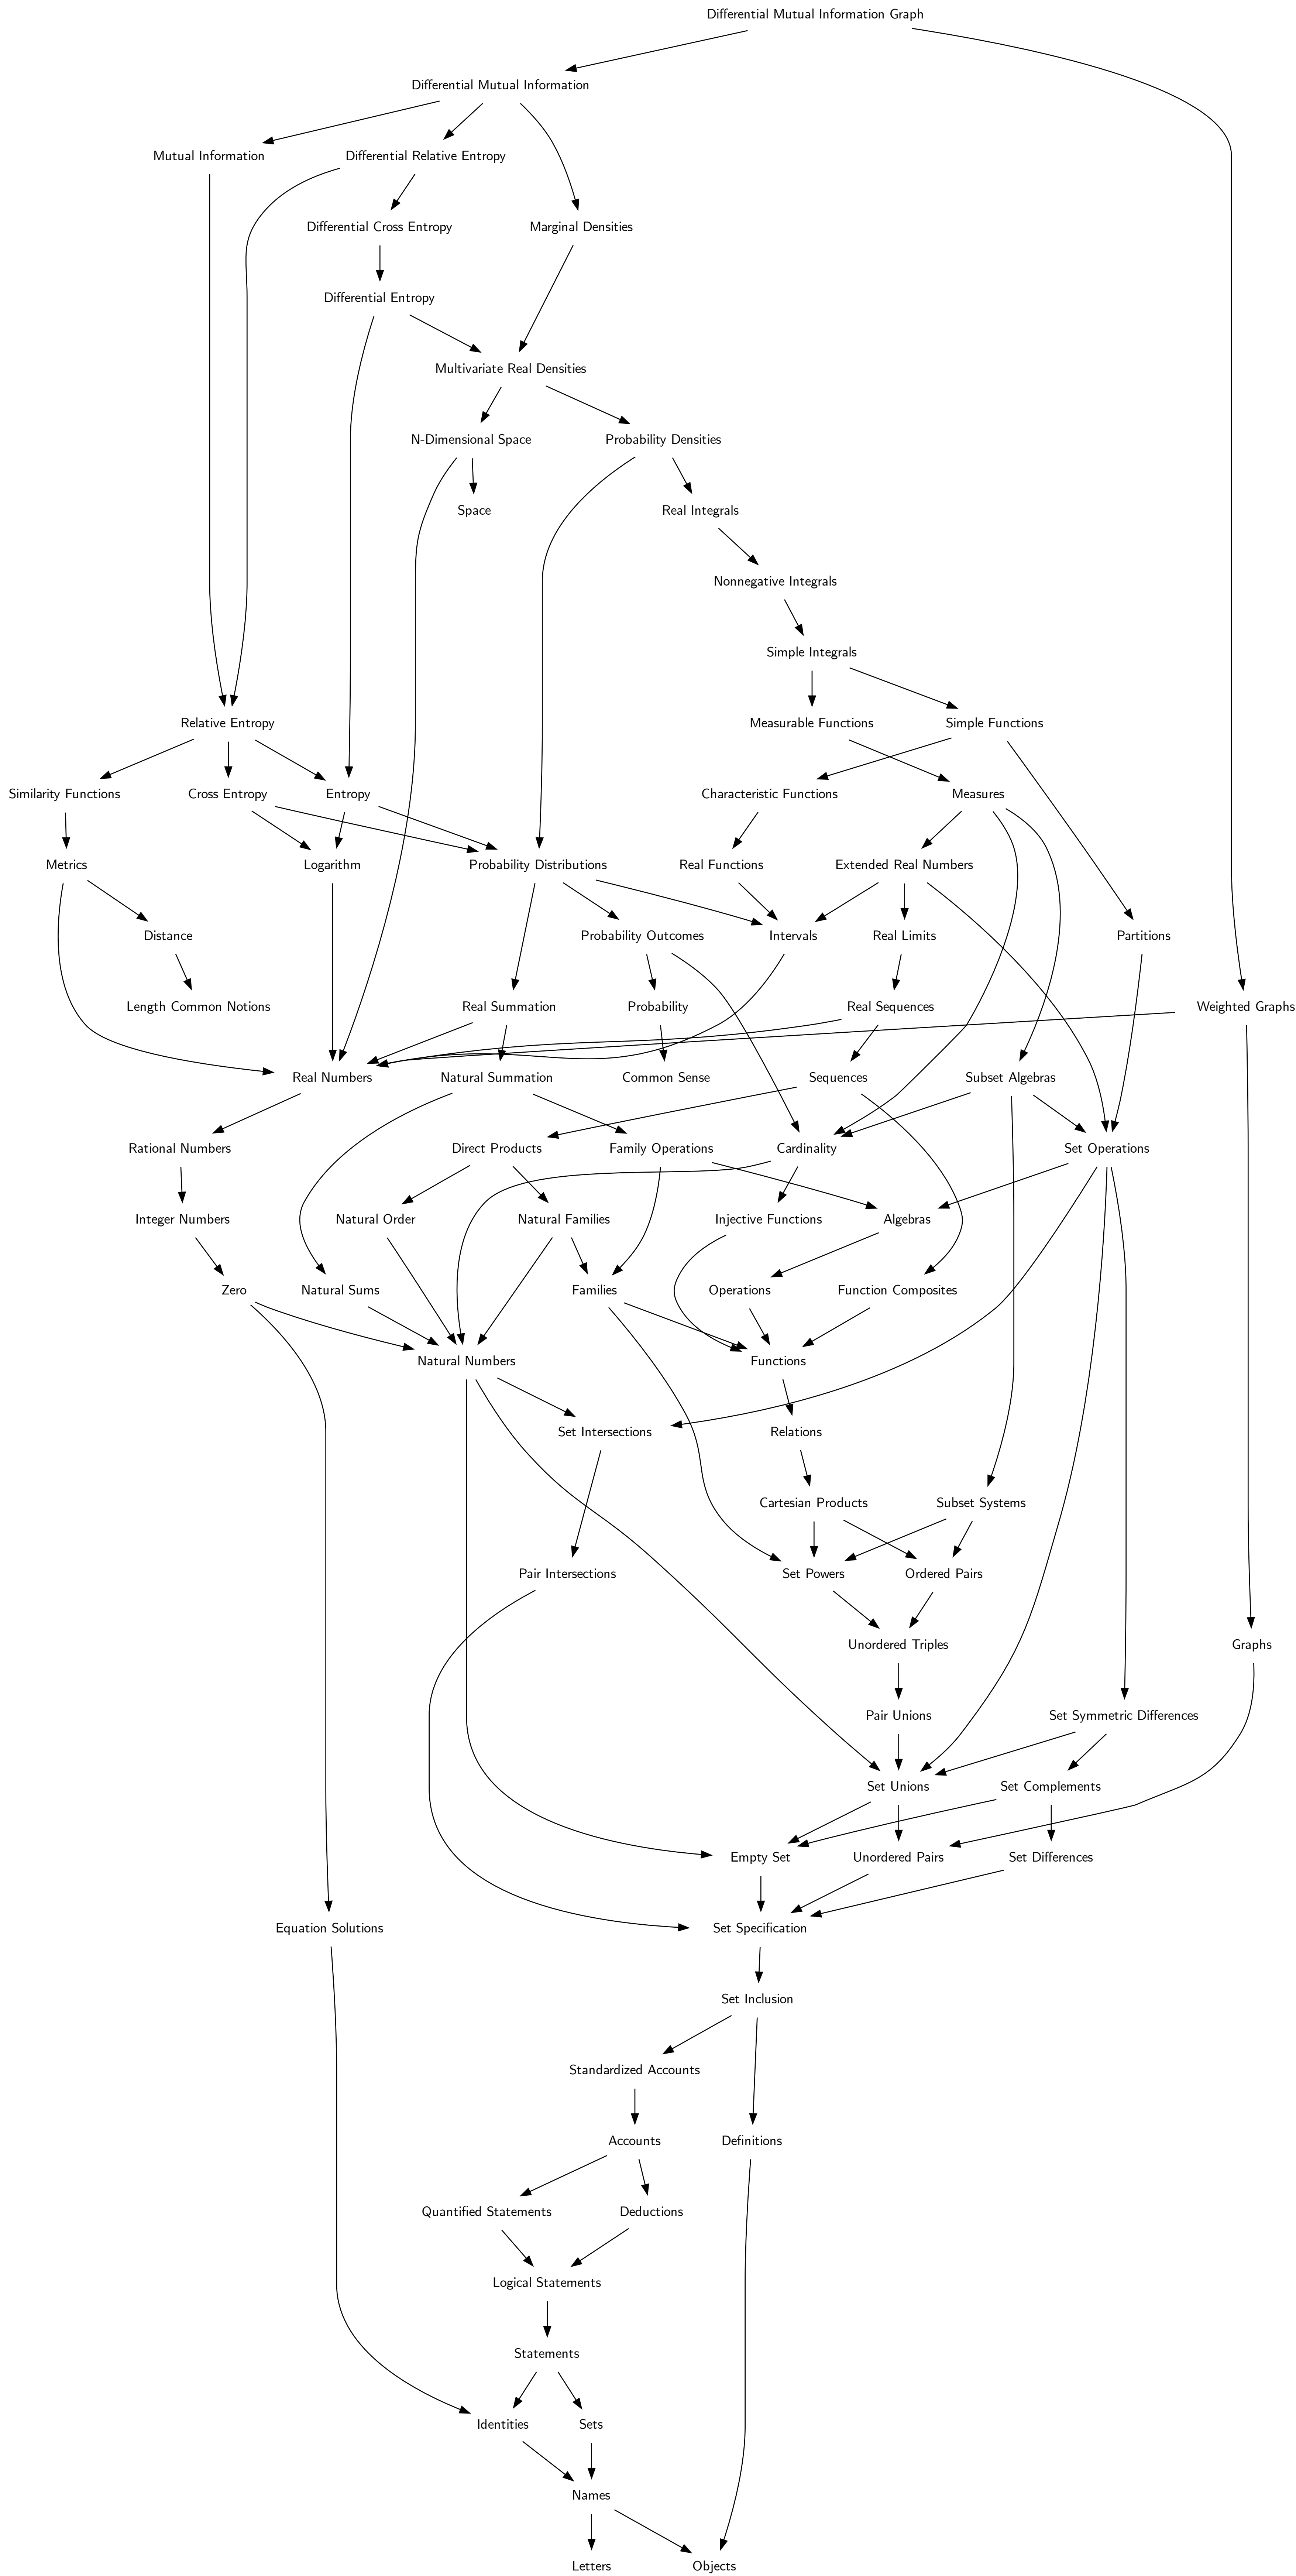 Differential Mutual Information Graph
Differential Mutual Information
Mutual Information
Differential Relative Entropy
Differential Cross Entropy
Marginal Densities
Differential Entropy
Multivariate Real Densities
N-Dimensional Space
Probability Densities
Space
Real Integrals
Nonnegative Integrals
Simple Integrals
Relative Entropy
Measurable Functions
Simple Functions
Similarity Functions
Cross Entropy
Entropy
Characteristic Functions
Measures
Metrics
Logarithm
Probability Distributions
Real Functions
Extended Real Numbers
Distance
Probability Outcomes
Intervals
Real Limits
Partitions
Length Common Notions
Real Summation
Probability
Real Sequences
Weighted Graphs
Real Numbers
Natural Summation
Common Sense
Sequences
Subset Algebras
Rational Numbers
Direct Products
Family Operations
Cardinality
Set Operations
Integer Numbers
Natural Order
Natural Families
Injective Functions
Algebras
Zero
Natural Sums
Families
Operations
Function Composites
Natural Numbers
Functions
Set Intersections
Relations
Cartesian Products
Subset Systems
Pair Intersections
Set Powers
Ordered Pairs
Unordered Triples
Graphs
Pair Unions
Set Symmetric Differences
Set Unions
Set Complements
Empty Set
Unordered Pairs
Set Differences
Equation Solutions
Set Specification
Set Inclusion
Standardized Accounts
Accounts
Definitions
Quantified Statements
Deductions
Logical Statements
Statements
Identities
Sets
Names
Letters
Objects